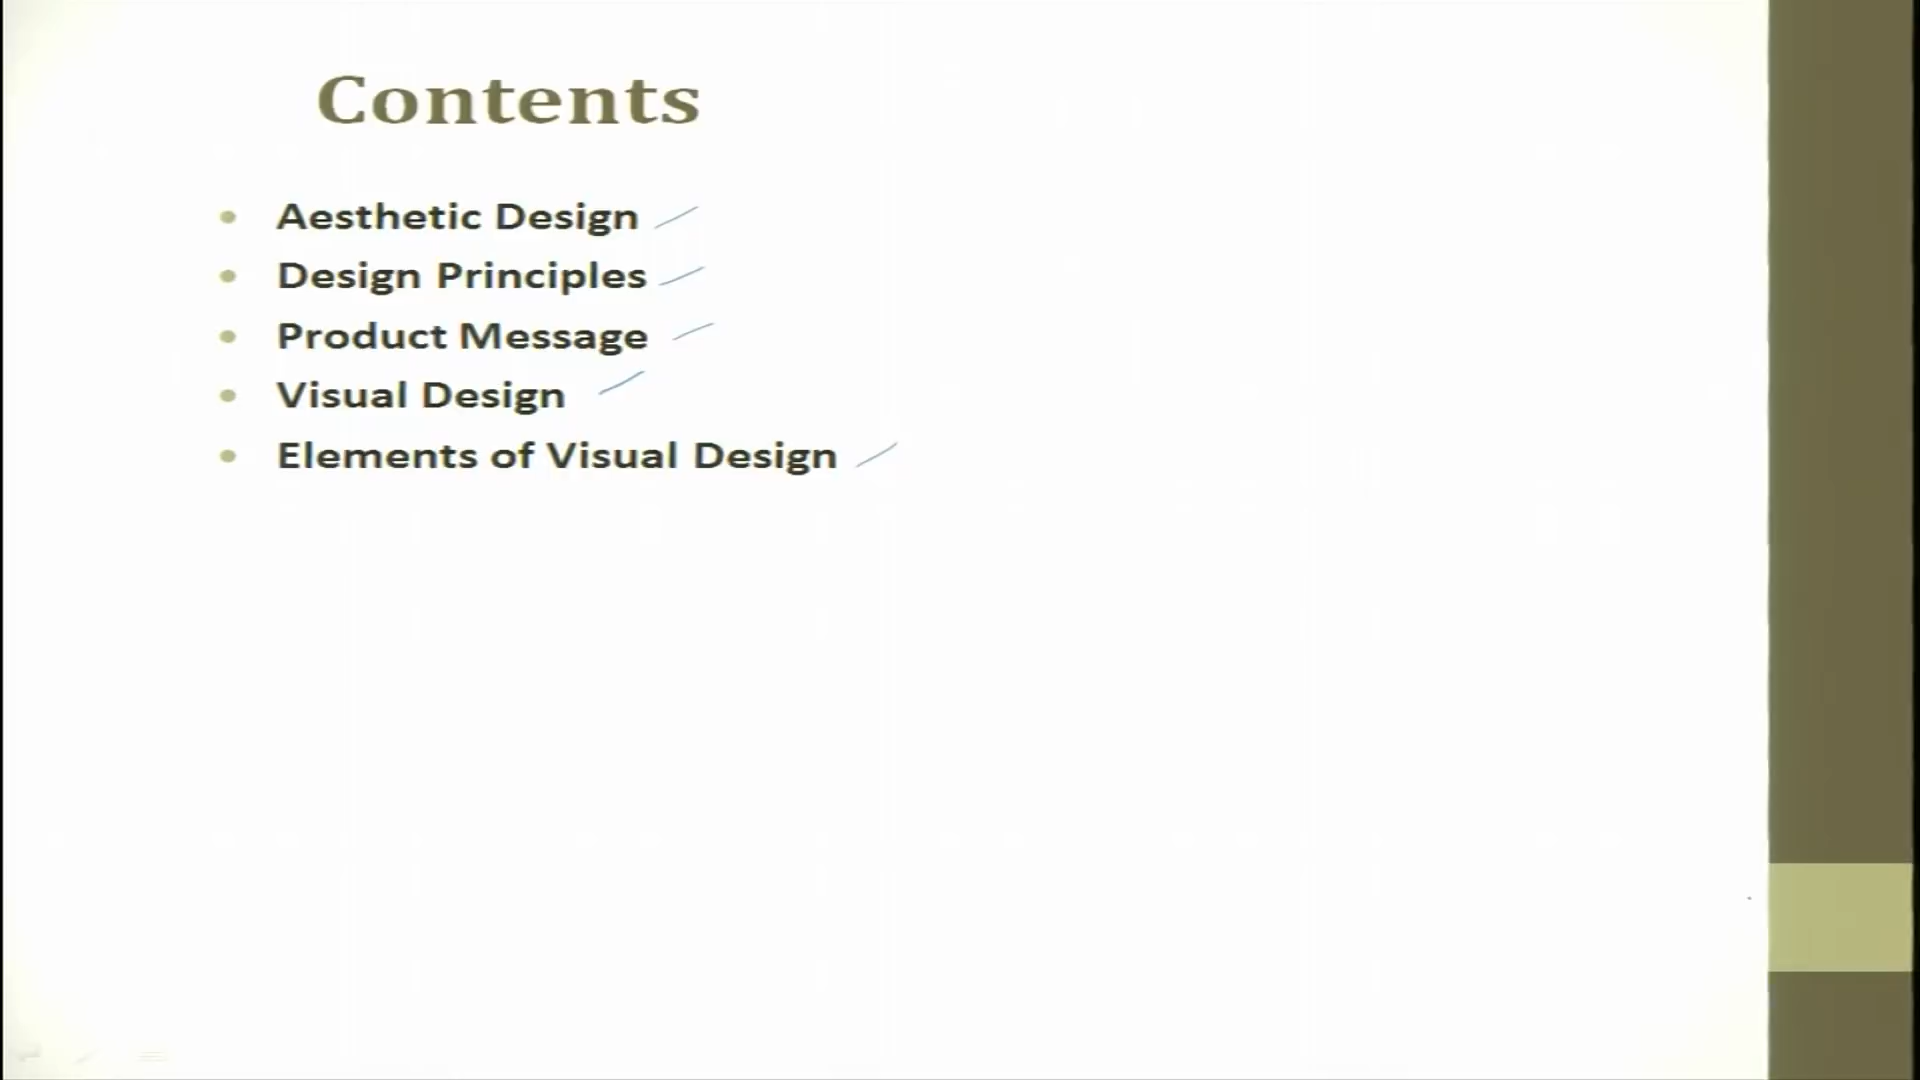 Contents
• Aesthetic Design
• Design Principles
• Product Message
• Visual Design
• Elements of Visual Design